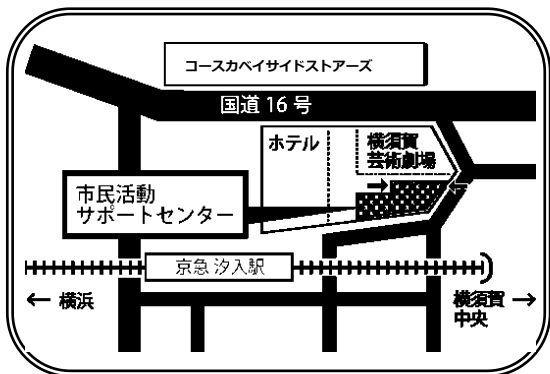 コースカベイサイドストアーズ
国道 16 号
ホテル
横須賀
芸術劇場
市民活動
サポートセンター
京急 汐入駅
← 横浜
横須賀 →
中央